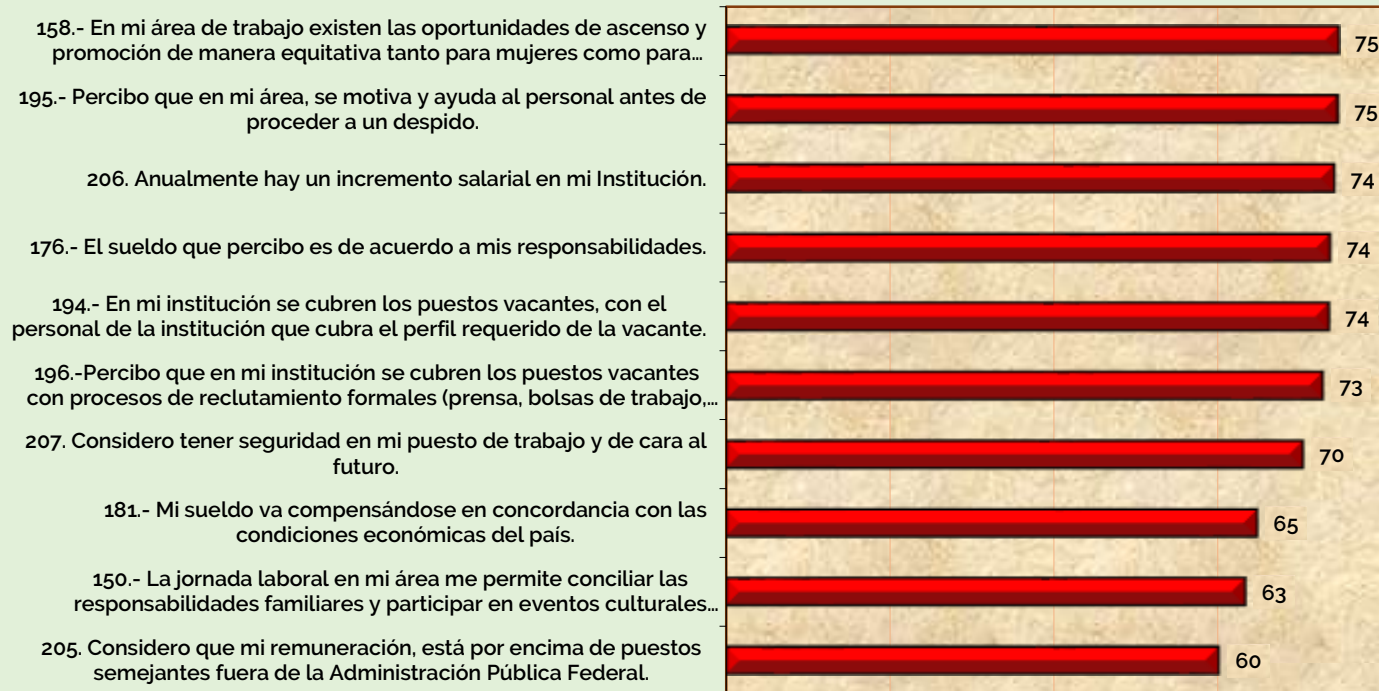 158.- En mi área de trabajo existen las oportunidades de ascenso y
promoción de manera equitativa tanto para mujeres como para…
75
195.- Percibo que en mi área, se motiva y ayuda al personal antes de
proceder a un despido.
75
206. Anualmente hay un incremento salarial en mi Institución.
74
176.- El sueldo que percibo es de acuerdo a mis responsabilidades.
74
194.- En mi institución se cubren los puestos vacantes, con el
personal de la institución que cubra el perfil requerido de la vacante.
74
196.-Percibo que en mi institución se cubren los puestos vacantes
con procesos de reclutamiento formales (prensa, bolsas de trabajo,…
73
207. Considero tener seguridad en mi puesto de trabajo y de cara al
futuro.
70
181.- Mi sueldo va compensándose en concordancia con las
condiciones económicas del país.
65
150.- La jornada laboral en mi área me permite conciliar las
responsabilidades familiares y participar en eventos culturales…
63
205. Considero que mi remuneración, está por encima de puestos
semejantes fuera de la Administración Pública Federal.
60